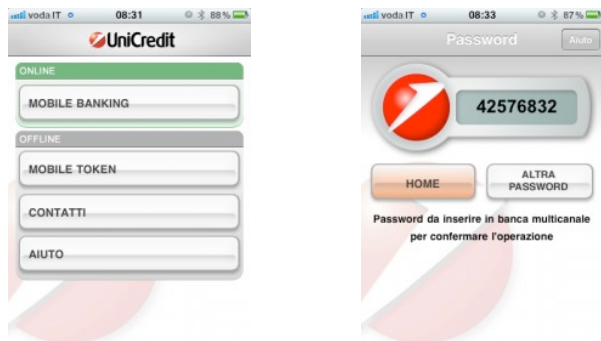 voda IT 08:31 88%
UniCredit
ONLINE
MOBILE BANKING
OFFLINE
MOBILE TOKEN
CONTATTI
AIUTO
voda IT 08:33 87%
Password Aiuto
42576832
HOME
ALTRA
PASSWORD
Password da inserire in banca multicanale
per confermare l'operazione